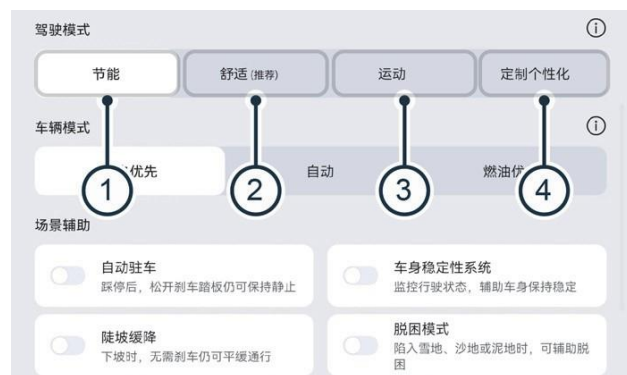 驾驶模式
节能 舒适(推荐) 运动 定制个性化
车辆模式
优先 自动 燃油
1 2 3 4
场景辅助
自动驻车 车身稳定性系统
踩停后，松开刹车踏板仍可保持静止 监控行驶状态，辅助车身保持稳定
陡坡缓降 脱困模式
下坡时，无需刹车仍可平缓通行 陷入雪地、沙地或泥地时，可辅助脱
困